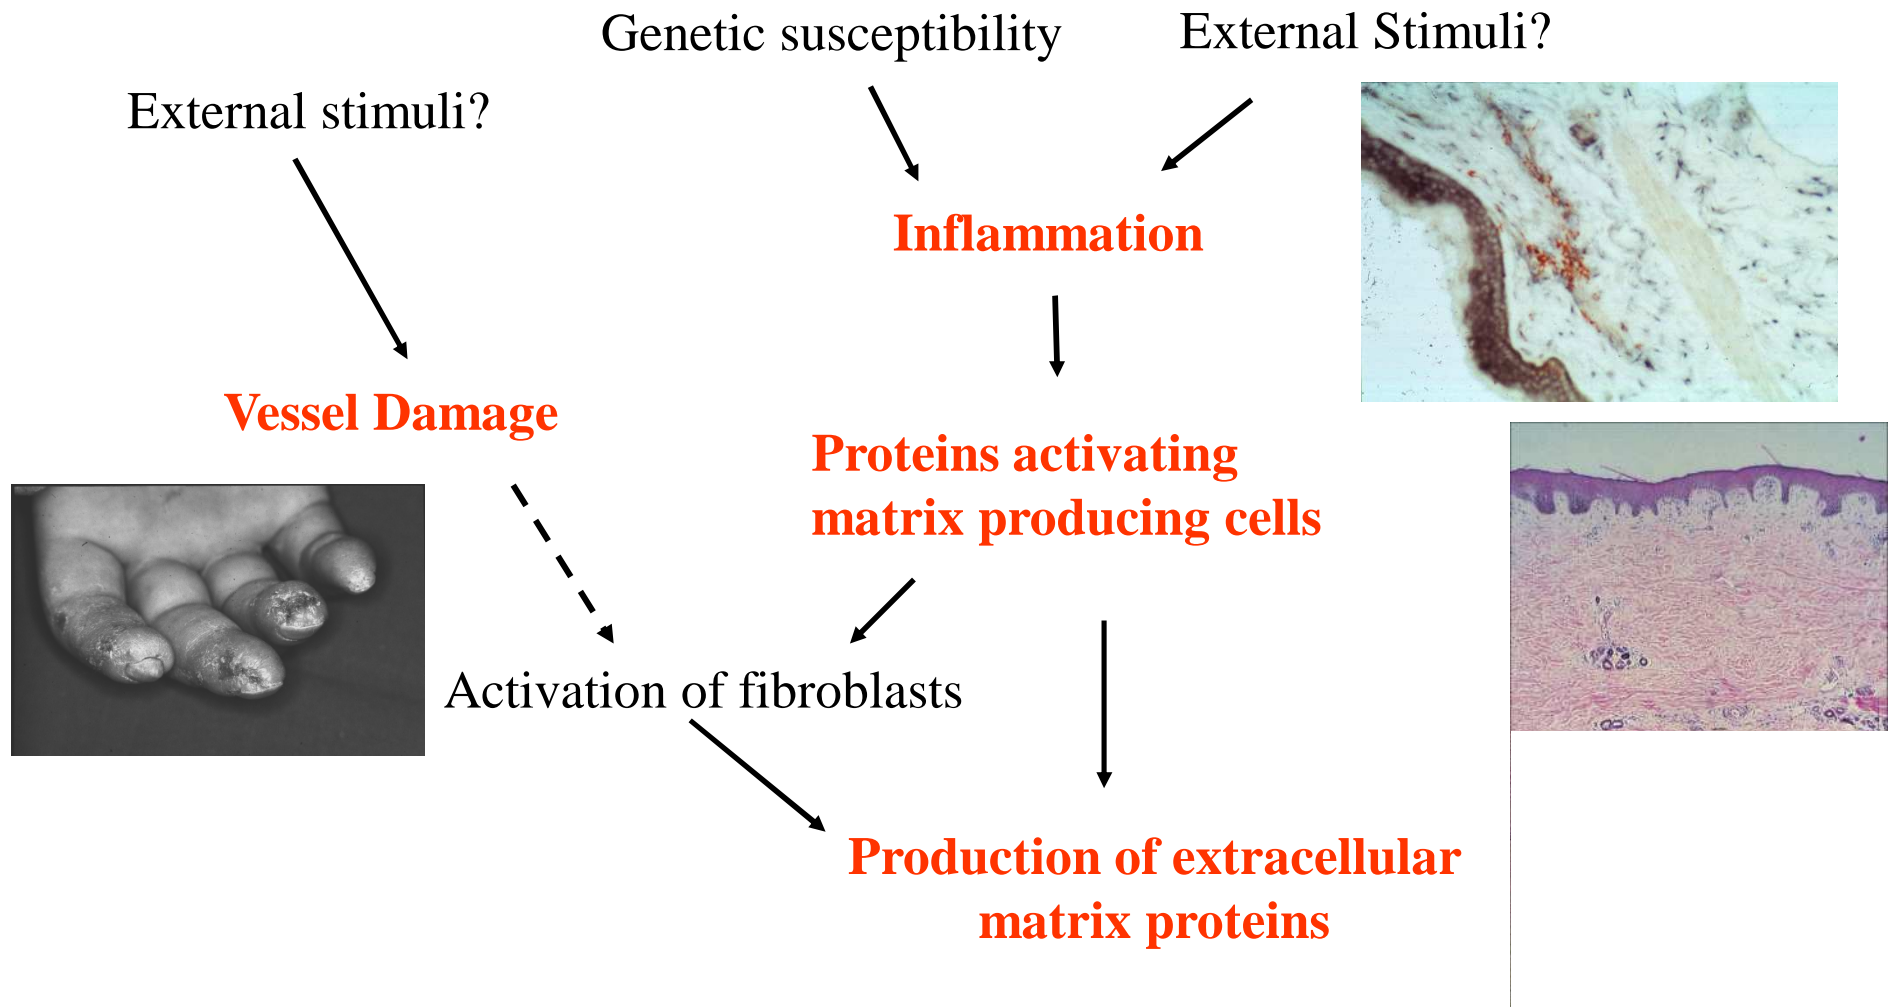 Genetic susceptibility
External Stimuli?
External stimuli?
Inflammation
Vessel Damage
Proteins activating
matrix producing cells
Activation of fibroblasts
Production of extracellular
matrix proteins